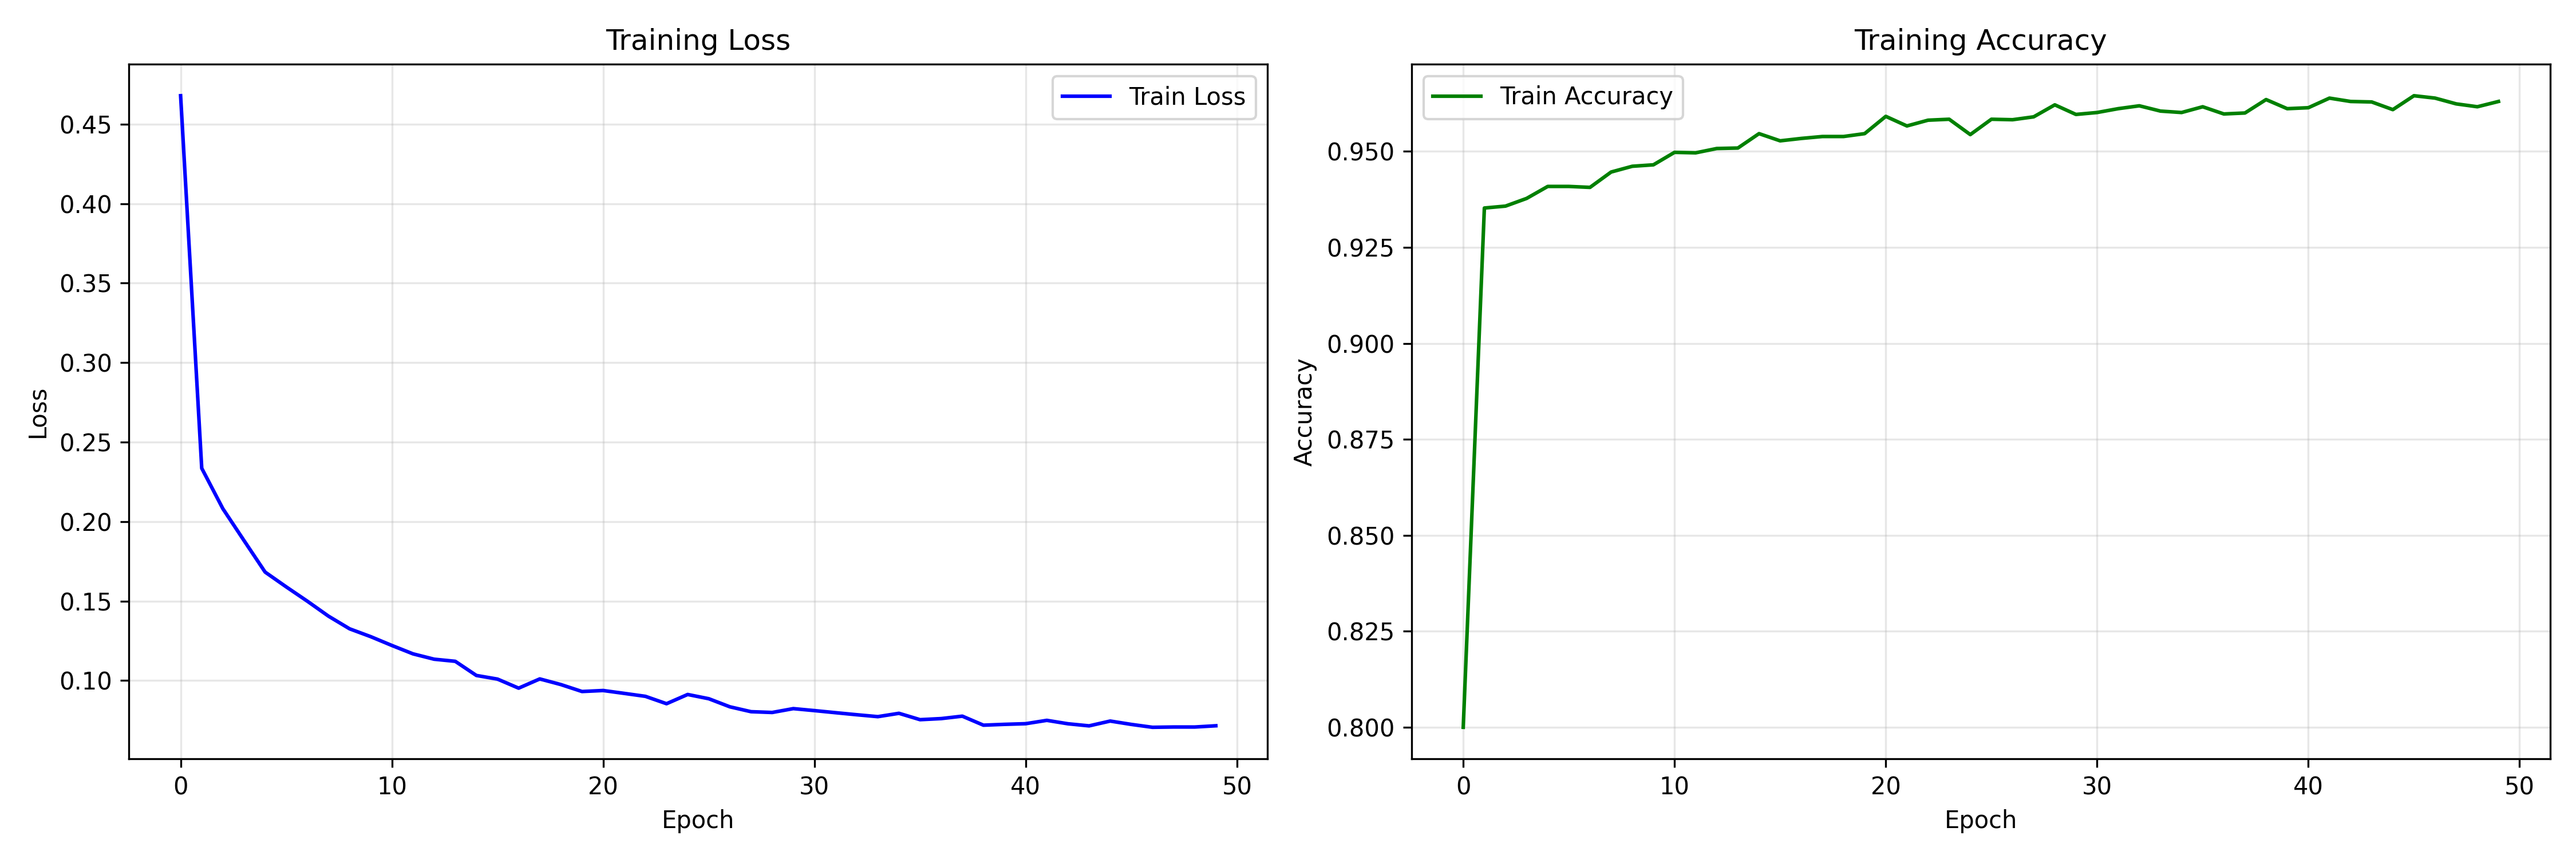 Training Loss
Train Loss
0.45
0.40
0.35
0.30
0.25
0.20
0.15
0.10
Loss
0 10 20 30 40 50
Epoch
Training Accuracy
Train Accuracy
0.950
0.925
0.900
0.875
0.850
0.825
0.800
Accuracy
0 10 20 30 40 50
Epoch